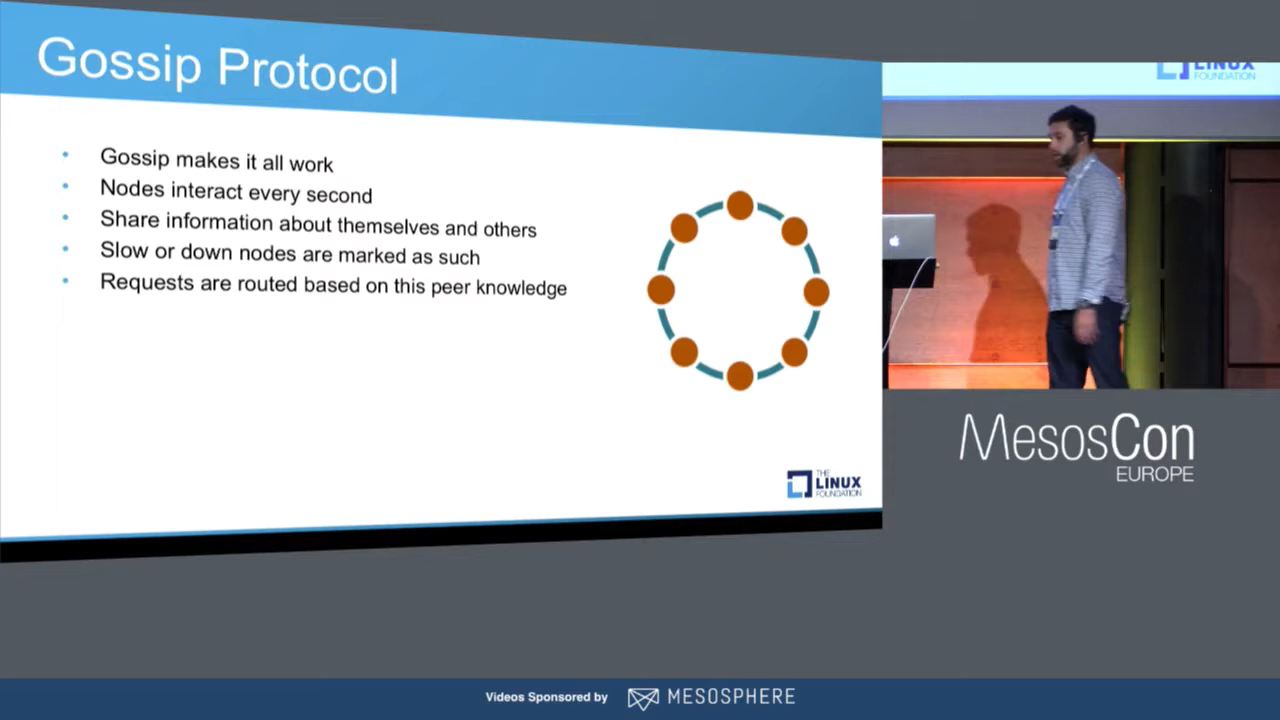 Gossip Protocol
• Gossip makes it all work
• Nodes interact every second
• Share information about themselves and others
• Slow or down nodes are marked as such
• Requests are routed based on this peer knowledge
THE
LINUX
FOUNDATION
LINUX
FOUNDATION
MesosCon
EUROPE
Videos Sponsored by
MESOSPHERE